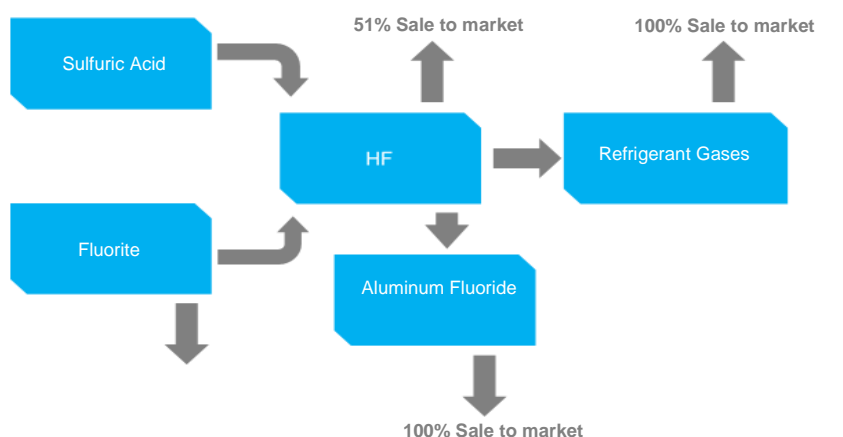 51% Sale to market
100% Sale to market
Sulfuric Acid
HF
Refrigerant Gases
Fluorite
Aluminum Fluoride
100% Sale to market